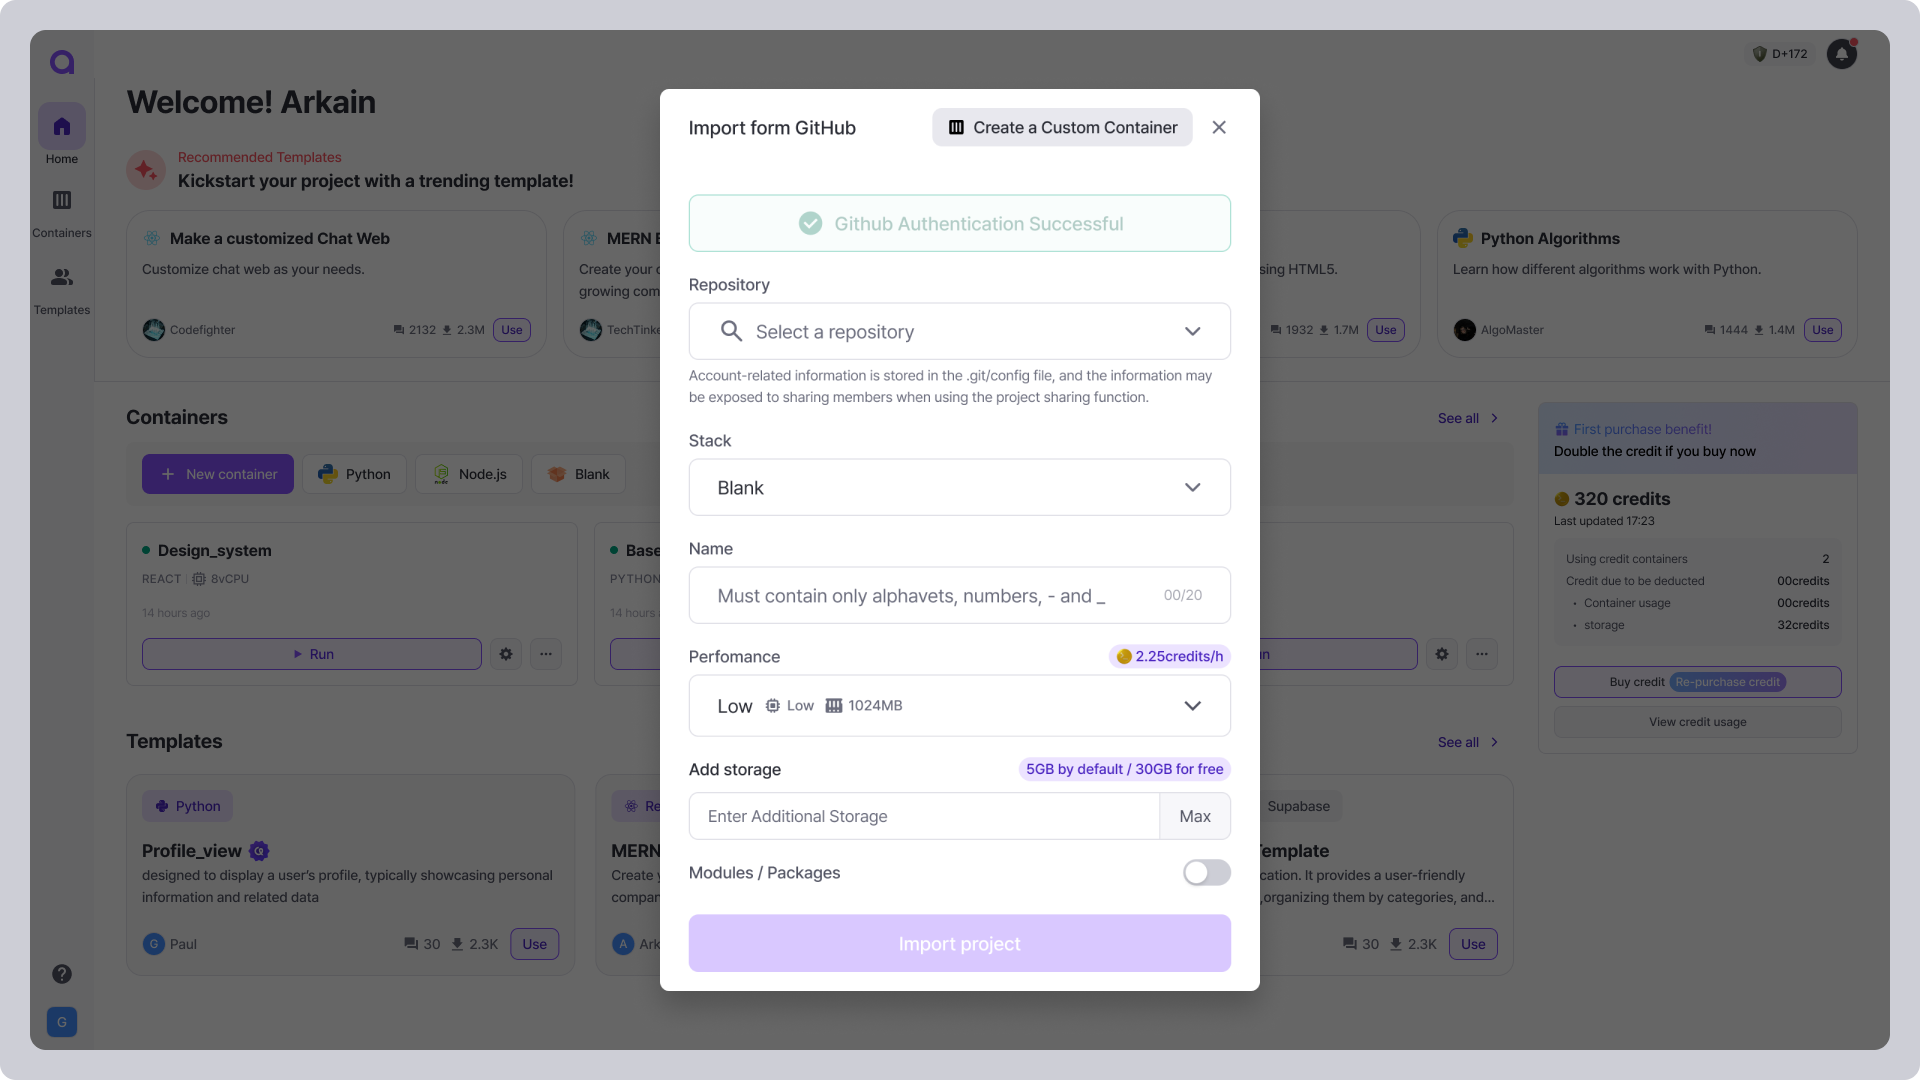 D+172
Welcome! Arkain
Home
Containers
Templates
Recommended Templates
Kickstart your project with a trending template!
Make a customized Chat Web
Customize chat web as your needs.
Codefighter
2132
2.3M
Use
MERN
Create your
growing com
TechTinke
sing HTML5.
1932
1.7M
Use
Python Algorithms
Learn how different algorithms work with Python.
AlgoMaster
1444
1.4M
Use
Import form GitHub
Create a Custom Container
Github Authentication Successful
Repository
Select a repository
Account-related information is stored in the .git/config file, and the information may
be exposed to sharing members when using the project sharing function.
Stack
Blank
Name
Must contain only alphavets, numbers, - and _
00/20
Perfomance
2.25credits/h
Low
Low
1024MB
Add storage
5GB by default / 30GB for free
Enter Additional Storage
Max
Modules / Packages
Import project
Containers
See all
New container
Python
Node.js
Blank
Design_system
REACT
8vCPU
14 hours ago
Run
Base
PYTHON
14 hours
un
First purchase benefit!
Double the credit if you buy now
320 credits
Last updated 17:23
Using credit containers
2
Credit due to be deducted
00credits
• Container usage
00credits
• storage
32credits
Buy credit
Re-purchase credit
View credit usage
Templates
See all
Python
Profile_view
designed to display a user's profile, typically showcasing personal
information and related data
G
Paul
30
2.3K
Use
Re
MERN
Create y
compar
A
Ark
Supabase
Template
cation. It provides a user-friendly
,organizing them by categories, and...
30
2.3K
Use
G